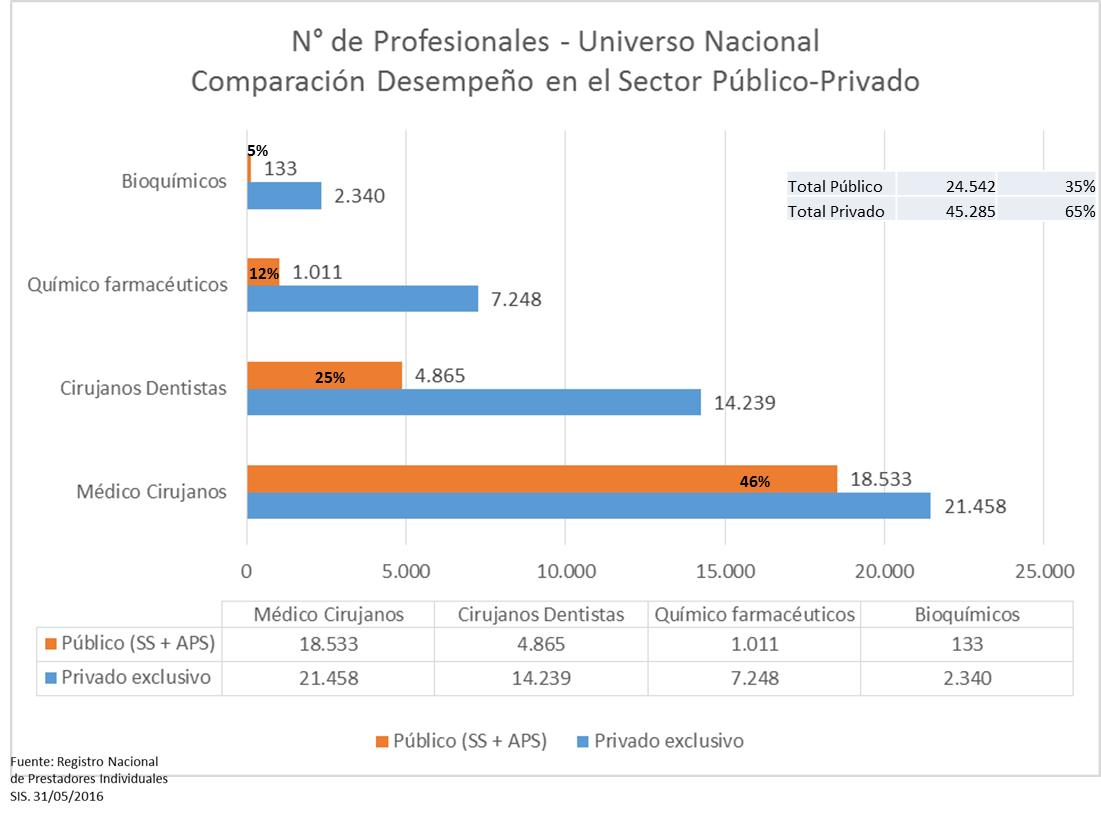 N° de Profesionales - Universo Nacional
Comparación Desempeño en el Sector Público-Privado
5%
133
Bioquímicos
2.340
Total Público 24.542 35%
Total Privado 45.285 65%
12% 1.011
Químico farmacéuticos
7.248
25% 4.865
Cirujanos Dentistas
14.239
46% 18.533
Médico Cirujanos
21.458
0 5.000 10.000 15.000 20.000 25.000
Médico Cirujanos Cirujanos Dentistas Químico farmacéuticos Bioquímicos
Público (SS + APS) 18.533 4.865 1.011 133
Privado exclusivo 21.458 14.239 7.248 2.340
Público (SS + APS) Privado exclusivo
Fuente: Registro Nacional
de Prestadores Individuales
SIS. 31/05/2016